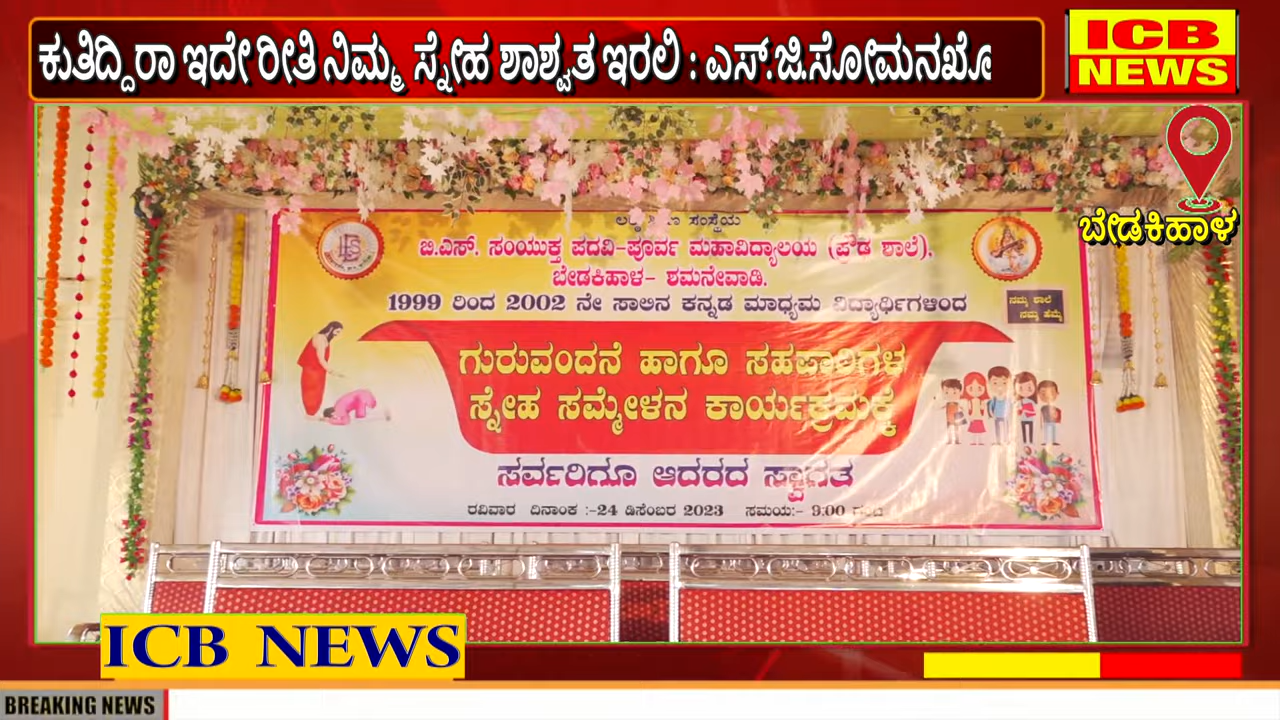 ಕುತಿದ್ದಿರಾ ಇದೇ ರೀತಿ ನಿಮ್ಮ ಸ್ನೇಹ ಶಾಶ್ವತ ಇರಲಿ : ಎಸ್.ಜಿ.ಸೋಮನಖೋ
ICB
NEWS
ಬೇಡಕಿಹಾಳ
ಸಂಸ್ಥೆಯ
ಬಿ.ಎಸ್. ಸಂಯುಕ್ತ ಪದವಿ-ಪೂರ್ವ ಮಹಾವಿದ್ಯಾಲಯ (ಪ್ರೌಢ ಶಾಲೆ),
ಬೇಡಕಿಹಾಳ- ಶಮನೇವಾಡಿ.
1999 ರಿಂದ 2002 ನೇ ಸಾಲಿನ ಕನ್ನಡ ಮಾಧ್ಯಮ ವಿದ್ಯಾರ್ಥಿಗಳಿಂದ
ನಮ್ಮ ಶಾಲೆ
ನಮ್ಮ ಹೆಮ್ಮೆ
ಗುರುವಂದನೆ ಹಾಗೂ ಸಹಪಾಠಿಗಳ
ಸ್ನೇಹ ಸಮ್ಮೇಳನ ಕಾರ್ಯಕ್ರಮಕ್ಕೆ
ಸರ್ವರಿಗೂ ಆದರದ ಸ್ವಾಗತ
ರವಿವಾರ ದಿನಾಂಕ :-24 ಡಿಸೆಂಬರ 2023 ಸಮಯ:- 9:00
ICB NEWS
BREAKING NEWS